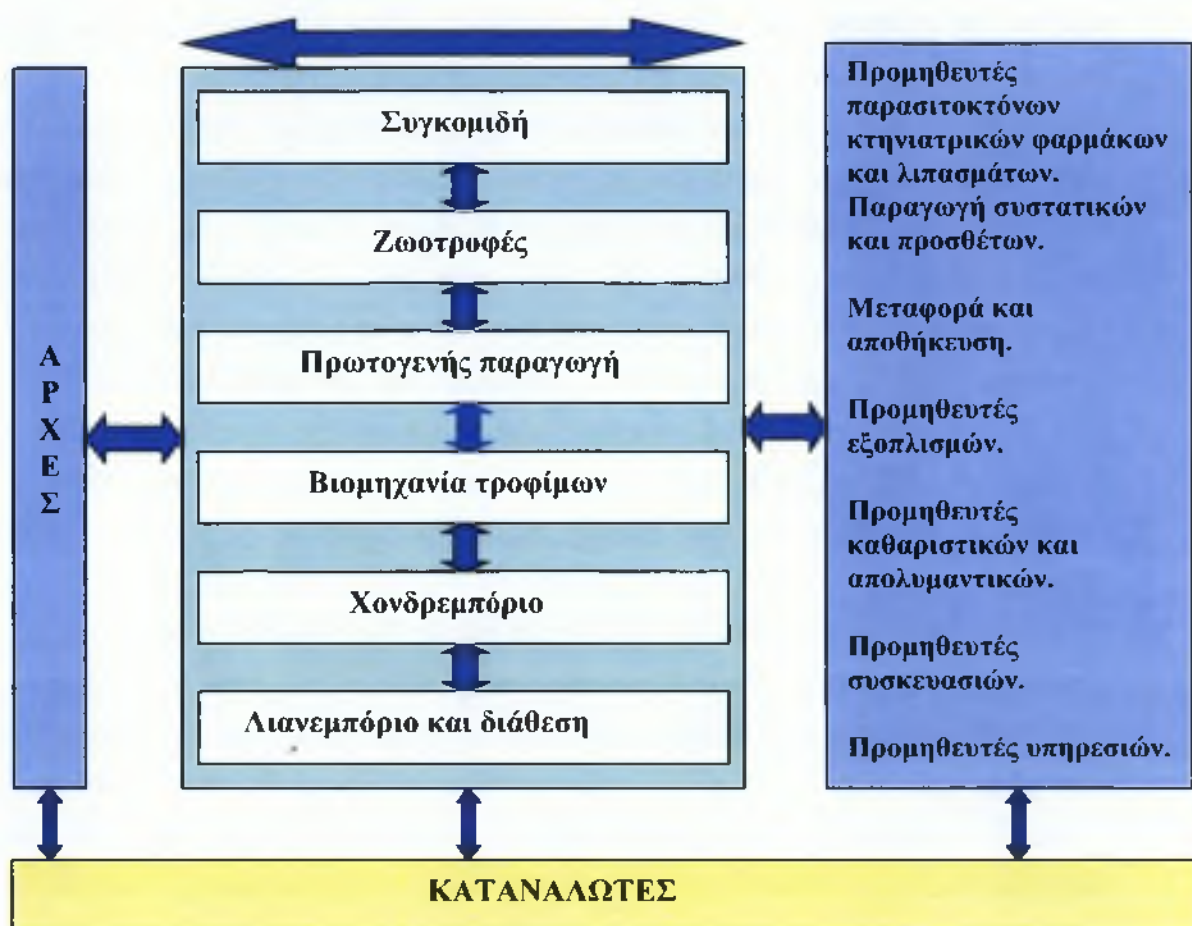 Συγκομιδή
Ζωοτροφές
Πρωτογενής παραγωγή
Βιομηχανία τροφίμων
Χονδρεμπόριο
Λιανεμπόριο και διάθεση
Α
Ρ
Χ
Ε
Σ
Προμηθευτές
παρασιτοκτόνων
κτηνιατρικών φαρμάκων
και λιπασμάτων.
Παραγωγή συστατικών
και προσθέτων.
Μεταφορά και
αποθήκευση.
Προμηθευτές
εξοπλισμών.
Προμηθευτές
καθαριστικών και
απολυμαντικών.
Προμηθευτές
συσκευασιών.
Προμηθευτές υπηρεσιών.
ΚΑΤΑΝΑΛΩΤΕΣ